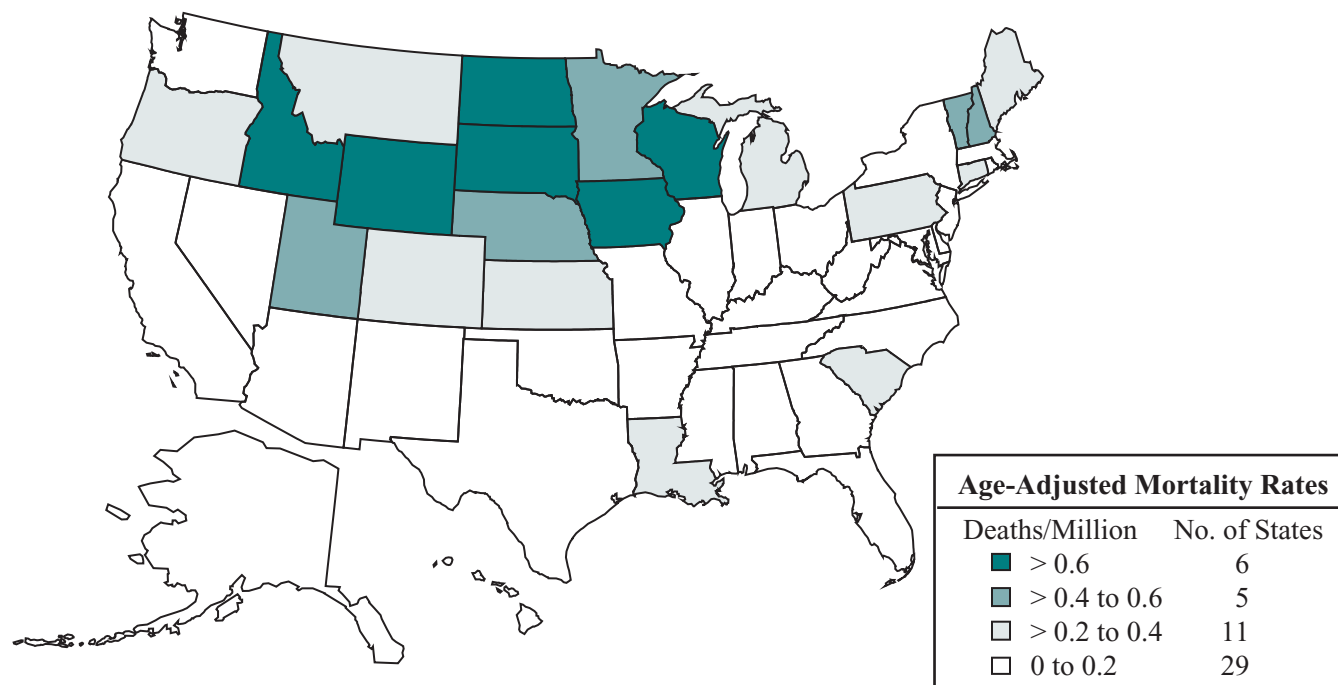 Age-Adjusted Mortality Rates
Deaths/Million No. of States
> 0.6 6
> 0.4 to 0.6 5
> 0.2 to 0.4 11
0 to 0.2 29